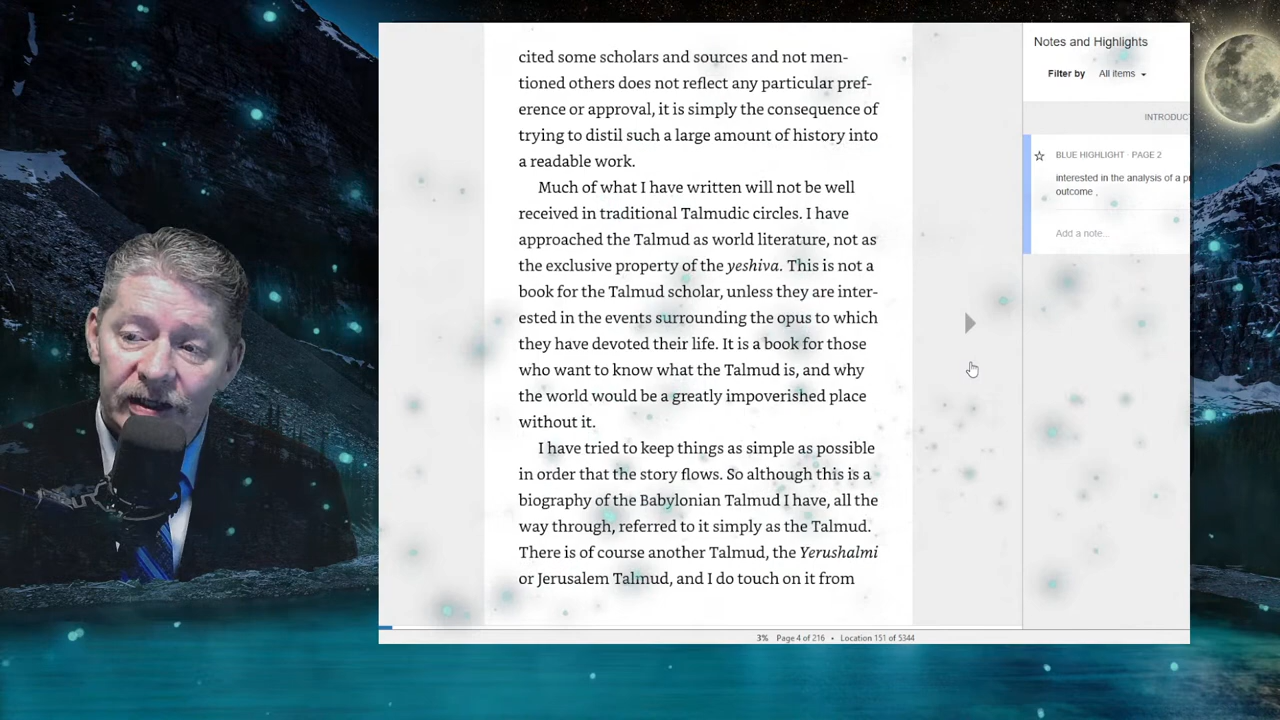 cited some scholars and sources and not men-
tioned others does not reflect any particular pref-
erence or approval, it is simply the consequence of
trying to distil such a large amount of history into
a readable work.
Much of what I have written will not be well
received in traditional Talmudic circles. I have
approached the Talmud as world literature, not as
the exclusive property of the yeshiva. This is not a
book for the Talmud scholar, unless they are inter-
ested in the events surrounding the opus to which
they have devoted their life. It is a book for those
who want to know what the Talmud is, and why
the world would be a greatly impoverished place
without it.
I have tried to keep things as simple as possible
in order that the story flows. So although this is a
biography of the Babylonian Talmud I have, all the
way through, referred to it simply as the Talmud.
There is of course another Talmud, the Yerushalmi
or Jerusalem Talmud, and I do touch on it from
3% Page 4 of 216 • Location 151 of 5344
Notes and Highlights
Filter by All items
INTRODUC
BLUE HIGHLIGHT · PAGE 2
interested in the analysis of a p
outcome ,
Add a note...